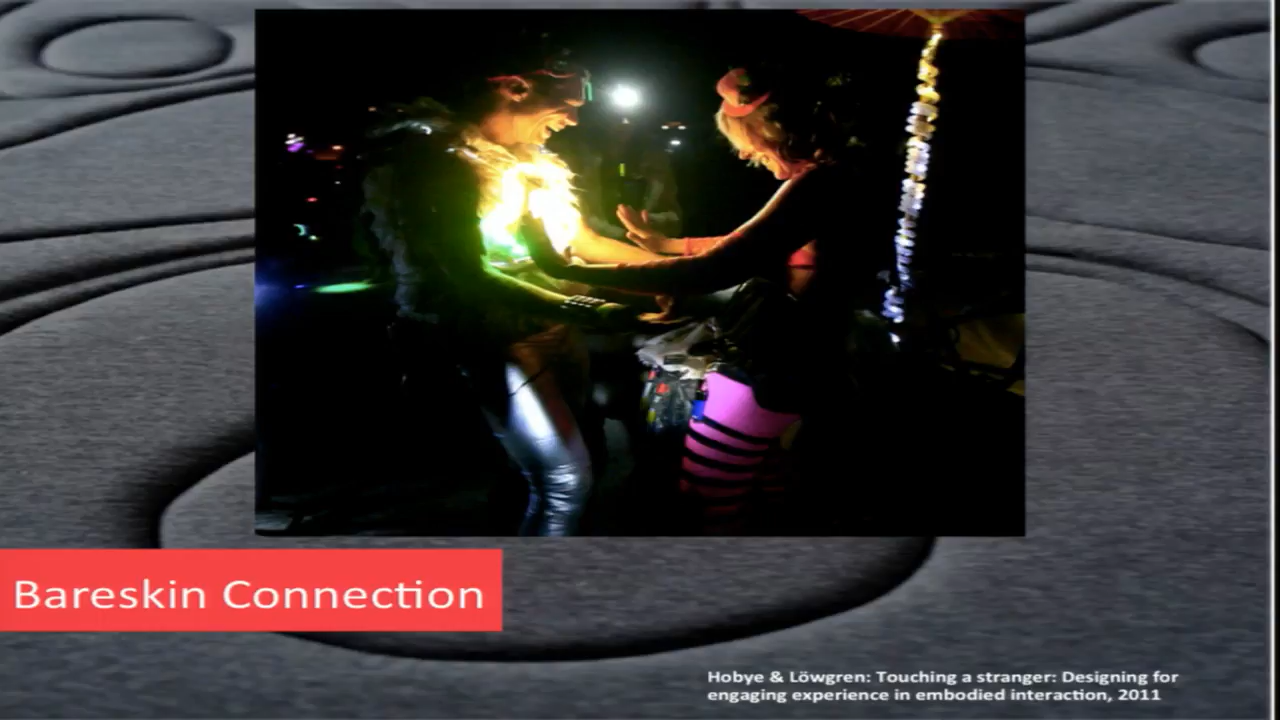 Bareskin Connection
Hobye & Löwgren: Touching a stranger: Designing for
engaging experience in embodied interaction, 2011